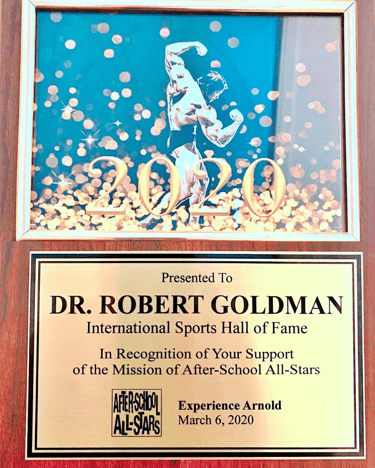 2020
Presented To
DR. ROBERT GOLDMAN
International Sports Hall of Fame
In Recognition of Your Support
of the Mission of After-School All-Stars
AFTER-SCHOOL
ALL-STARS
Experience Arnold
March 6, 2020